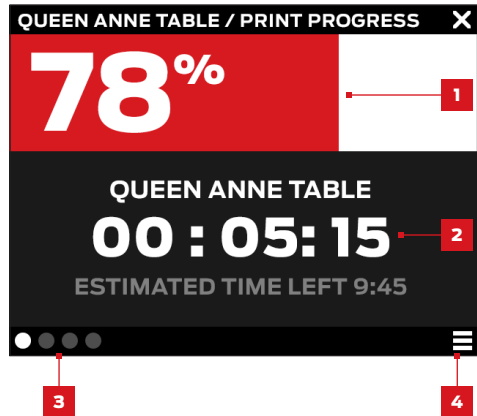 QUEEN ANNE TABLE / PRINT PROGRESS
78%
1
QUEEN ANNE TABLE
00 : 05: 15
2
ESTIMATED TIME LEFT 9:45
3
4